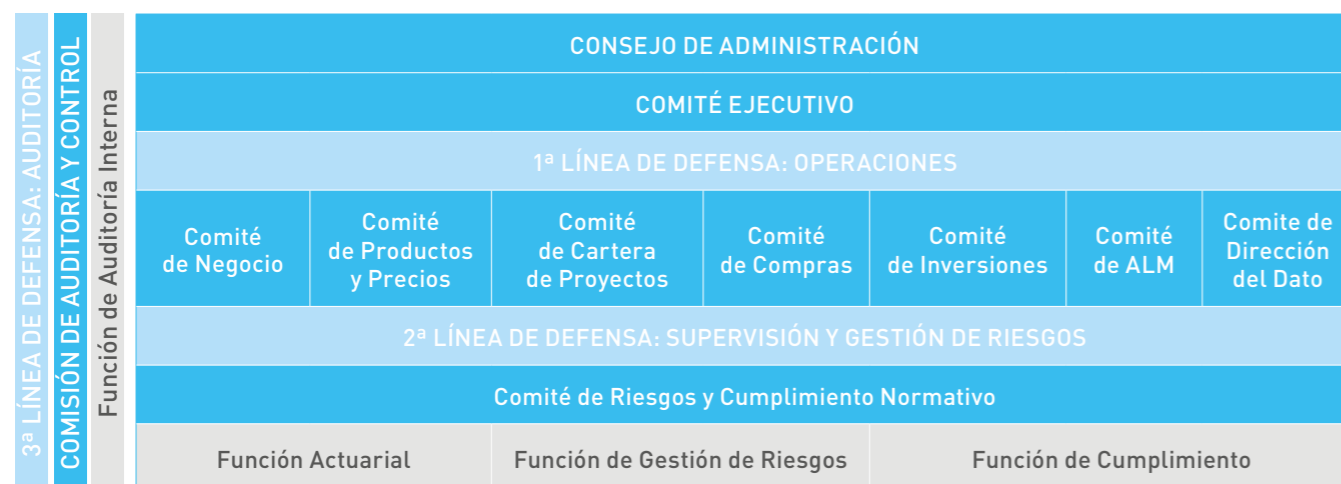 3ª LÍNEA DE DEFENSA: AUDITORÍA
COMISIÓN DE AUDITORÍA Y CONTROL
Función de Auditoría Interna
CONSEJO DE ADMINISTRACIÓN
COMITÉ EJECUTIVO
1ª LÍNEA DE DEFENSA: OPERACIONES
Comité
de Negocio
Comité
de Productos
y Precios
Comité
de Cartera
de Proyectos
Comité
de Compras
Comité
de Inversiones
Comité
de ALM
Comite de
Dirección
del Dato
2ª LÍNEA DE DEFENSA: SUPERVISIÓN Y GESTIÓN DE RIESGOS
Comité de Riesgos y Cumplimiento Normativo
Función Actuarial
Función de Gestión de Riesgos
Función de Cumplimiento